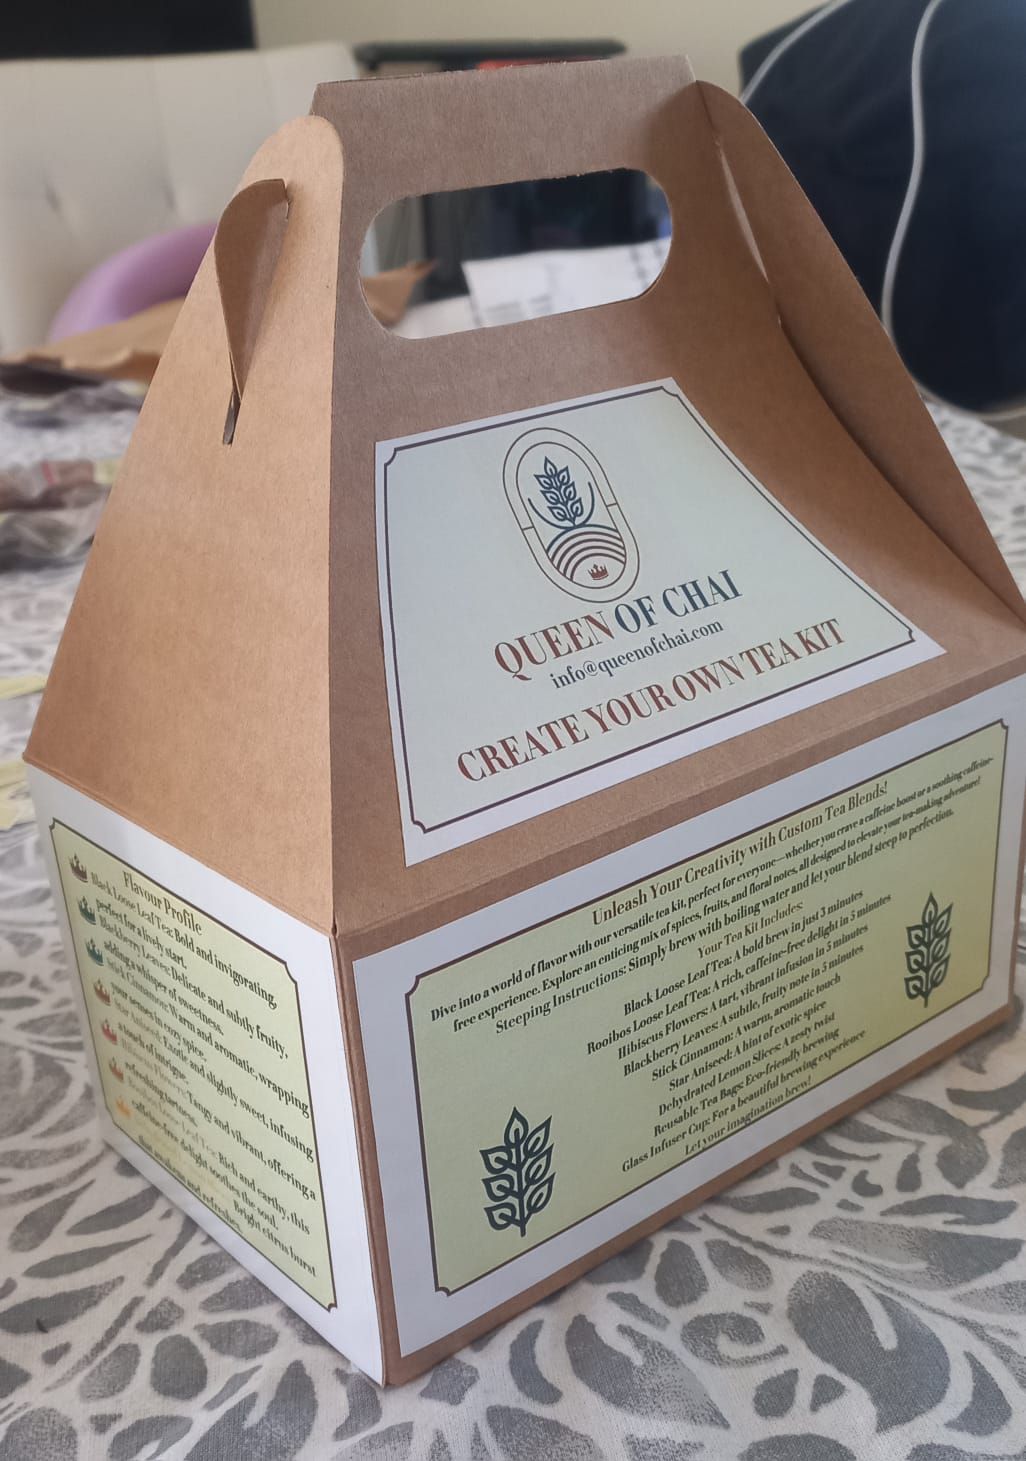 QUEEN OF CHAI
info@queenofchai.com
CREATE YOUR OWN TEA KIT
Unleash Your Creativity with Custom Tea Blends!
Dive into a world of flavor with our versatile tea kit, perfect for everyone—whether you crave a caffeine boost or a soothing caffeine-
free experience. Explore an enticing mix of spices, fruits, and floral notes, all designed to elevate your tea-making adventure!
Steeping Instructions: Simply brew with boiling water and let your blend steep to perfection.
Your Tea Kit Includes:
Black Loose Leaf Tea: A bold brew in just 3 minutes
Rooibos Loose Leaf Tea: A rich, caffeine-free delight in 5 minutes
Hibiscus Flowers: A tart, vibrant infusion in 5 minutes
Blackberry Leaves: A subtle, fruity note in 5 minutes
Stick Cinnamon: A warm, aromatic touch
Star Aniseed: A hint of exotic spice
Dehydrated Lemon Slices: A zesty twist
Reusable Tea Bags: Eco-friendly brewing
Glass Infuser Cup: For a beautiful brewing experience
Let your imagination brew!
Flavour Profile
Black Loose Leaf Tea: Bold and invigorating,
perfect for a lively start.
Blackberry Leaves: Delicate and subtly fruity,
adding a whisper of sweetness.
Stick Cinnamon: Warm and aromatic, wrapping
your senses in cozy spice.
Star Aniseed: Exotic and slightly sweet, infusing
a touch of intrigue.
Hibiscus Flowers: Tangy and vibrant, offering a
refreshing tartness.
Rooibos Loose Leaf Tea: Rich and earthy, this
caffeine-free delight soothes the soul.
Bright citrus burst
that awakens and refreshes.